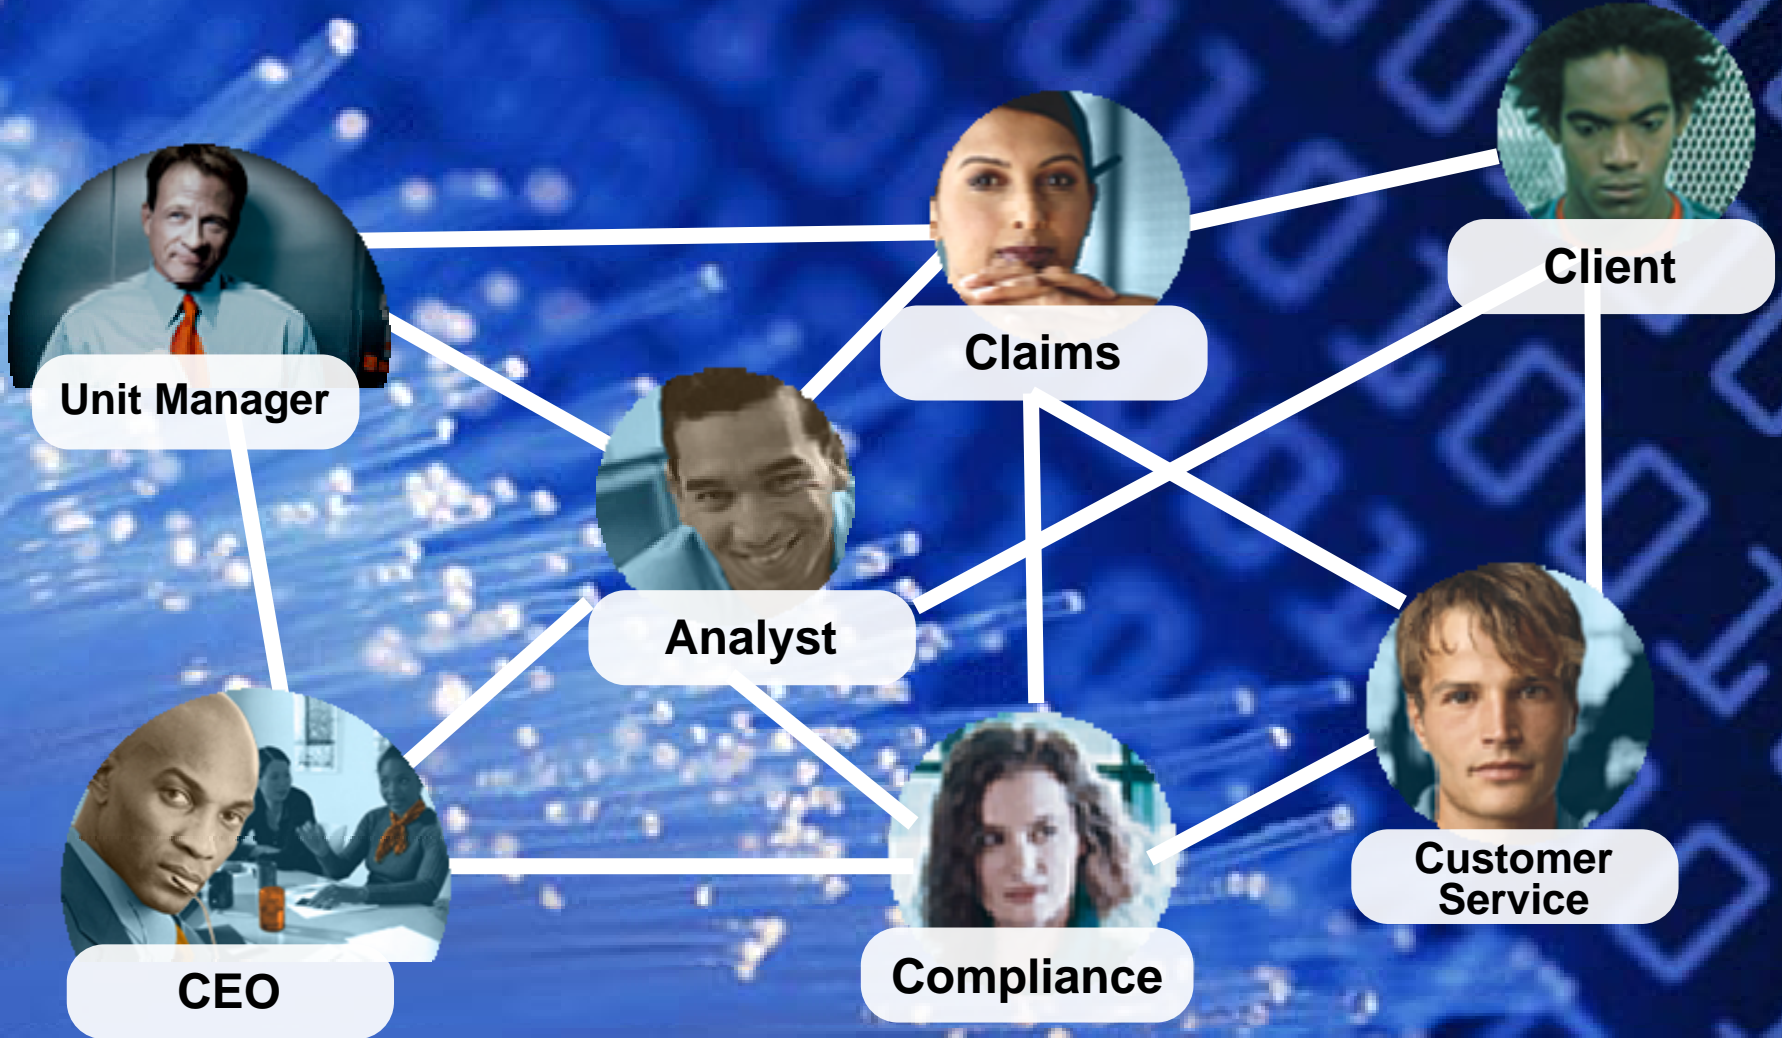 Client
Claims
Unit Manager
Analyst
Customer
Service
Compliance
CEO